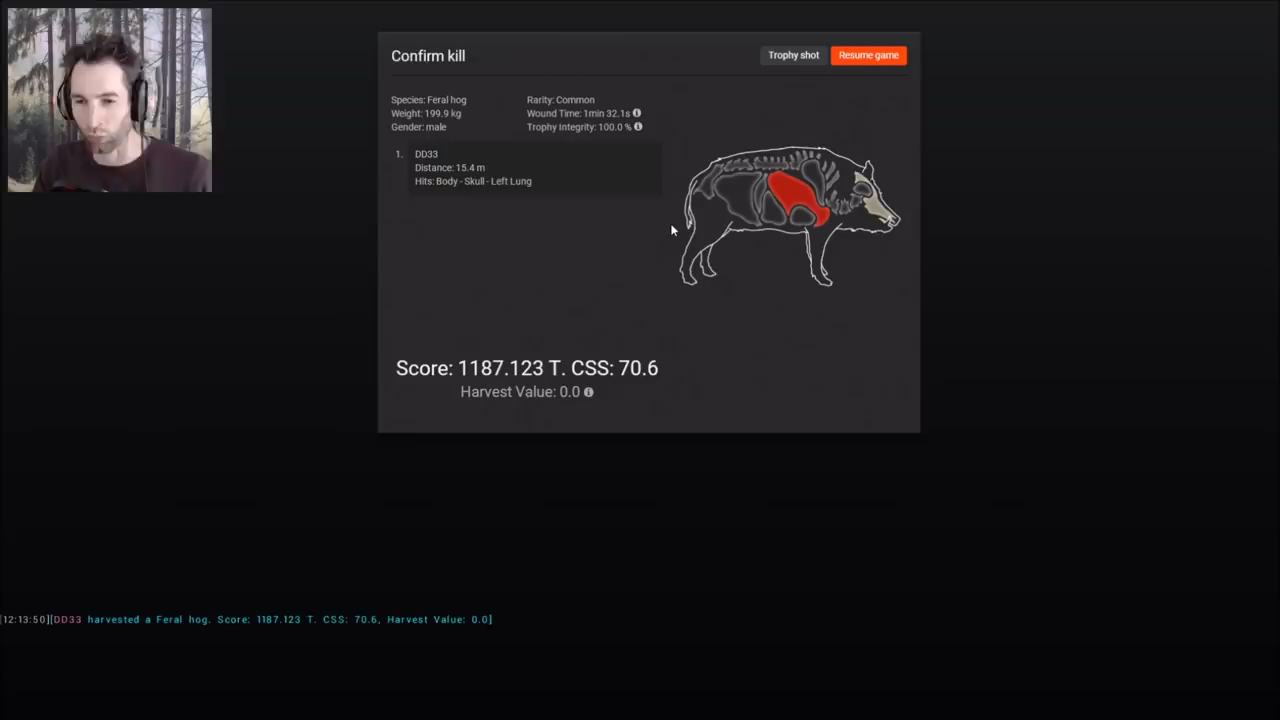 Confirm kill
Trophy shot
Resume game
Species: Feral hog
Weight: 199.9 kg
Gender: male
Rarity: Common
Wound Time: 1min 32.1s
Trophy Integrity: 100.0 %
1.
DD33
Distance: 15.4 m
Hits: Body - Skull - Left Lung
Score: 1187.123 T. CSS: 70.6
Harvest Value: 0.0
[12:13:50][DD33 harvested a Feral hog. Score: 1187.123 T. CSS: 70.6, Harvest Value: 0.0]